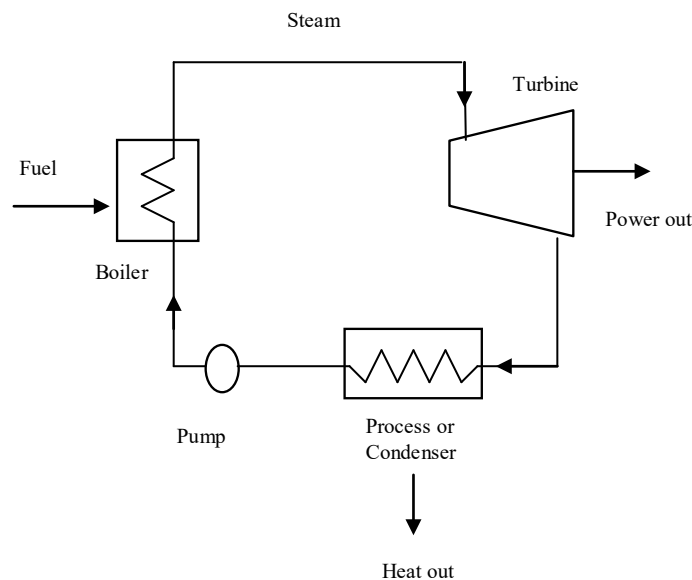 Steam
Turbine
Fuel
Power out
Boiler
Process or
Condenser
Pump
Heat out